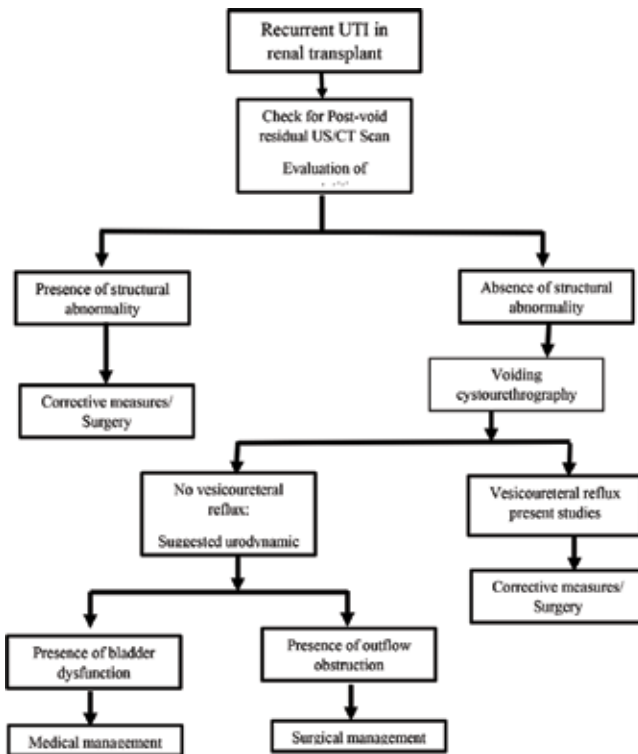 Recurrent UTI in
renal transplant
Check for Post-void
residual US/CT Scan
Evaluation of
Presence of structural
abnormality
Absence of structural
abnormality
Corrective measures/
Surgery
Voiding
cystourethrography
No vesicoureteral
reflux:
Suggested urodynamic
Vesicoureteral reflux
present studies
Corrective measures/
Surgery
Presence of bladder
dysfunction
Presence of outflow
obstruction
Medical management
Surgical management